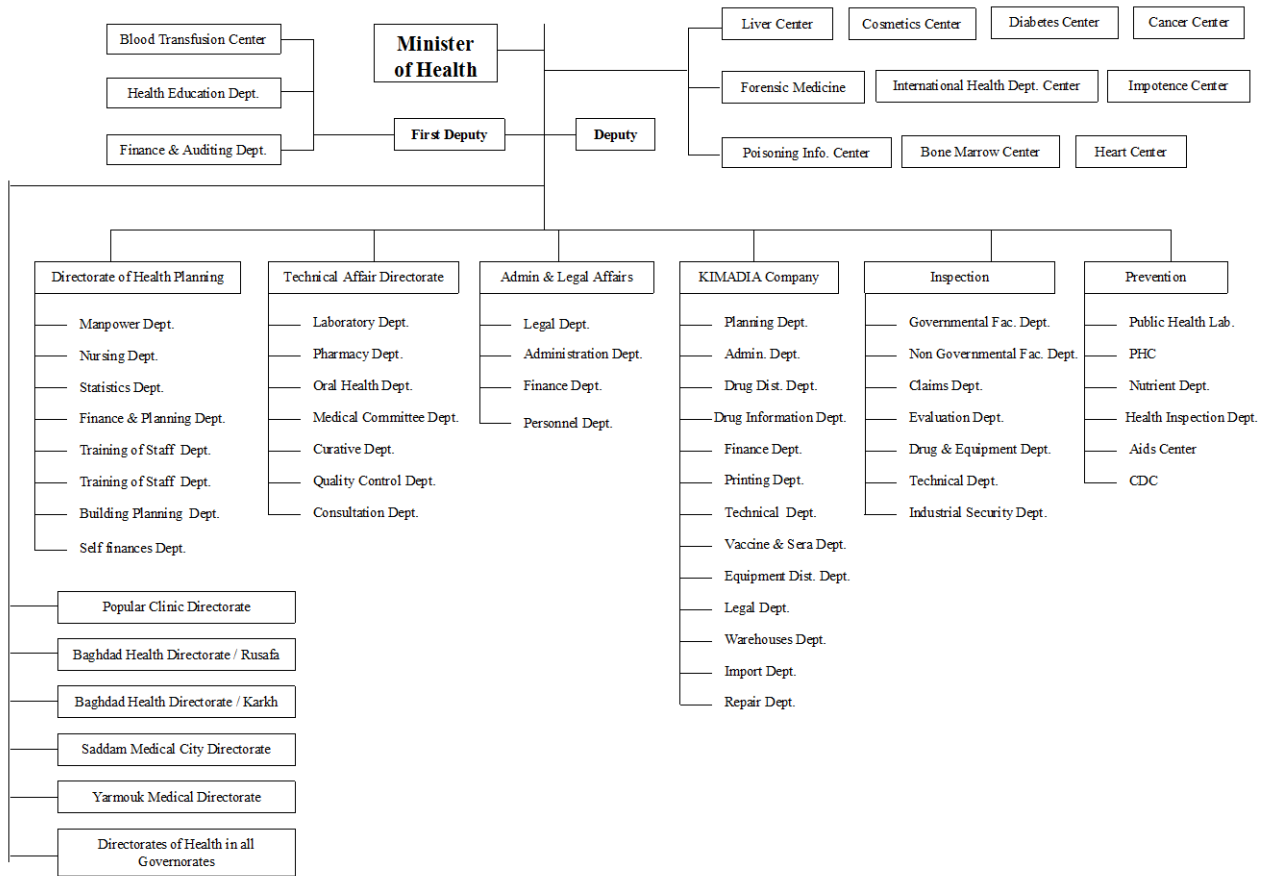 Blood Transfusion Center
Health Education Dept.
Finance & Auditing Dept.
Minister
of Health
First Deputy
Deputy
Liver Center
Cosmetics Center
Diabetes Center
Cancer Center
Forensic Medicine
International Health Dept. Center
Impotence Center
Poisoning Info. Center
Bone Marrow Center
Heart Center
Directorate of Health Planning
Manpower Dept.
Nursing Dept.
Statistics Dept.
Finance & Planning Dept.
Training of Staff Dept.
Training of Staff Dept.
Building Planning Dept.
Self finances Dept.
Technical Affair Directorate
Laboratory Dept.
Pharmacy Dept.
Oral Health Dept.
Medical Committee Dept.
Curative Dept.
Quality Control Dept.
Consultation Dept.
Admin & Legal Affairs
Legal Dept.
Administration Dept.
Finance Dept.
Personnel Dept.
KIMADIA Company
Planning Dept.
Admin. Dept.
Drug Dist. Dept.
Drug Information Dept.
Finance Dept.
Printing Dept.
Technical Dept.
Vaccine & Sera Dept.
Equipment Dist. Dept.
Legal Dept.
Warehouses Dept.
Import Dept.
Repair Dept.
Inspection
Governmental Fac. Dept.
Non Governmental Fac. Dept.
Claims Dept.
Evaluation Dept.
Drug & Equipment Dept.
Technical Dept.
Industrial Security Dept.
Prevention
Public Health Lab.
PHC
Nutrient Dept.
Health Inspection Dept.
Aids Center
CDC
Popular Clinic Directorate
Baghdad Health Directorate / Rusafa
Baghdad Health Directorate / Karkh
Saddam Medical City Directorate
Yarmouk Medical Directorate
Directorates of Health in all
Governorates